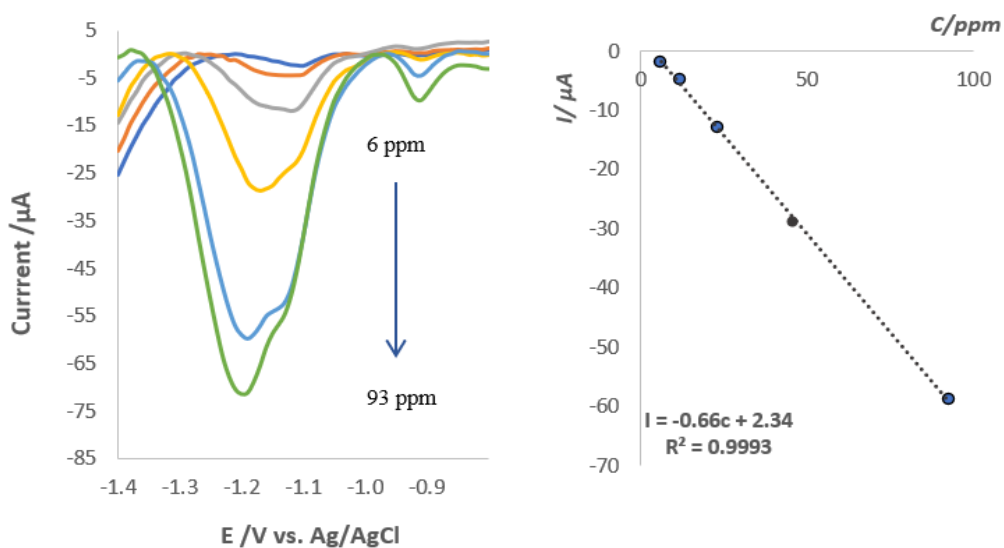 5
-5
-15
-25
-35
-45
-55
-65
-75
-85
Currrent /µA
-1.4 -1.3 -1.2 -1.1 -1.0 -0.9
E /V vs. Ag/AgCl
6 ppm
93 ppm
C/ppm
0
-10
-20
-30
-40
-50
-60
-70
I/ µA
0 50 100
I = -0.66c + 2.34
R² = 0.9993